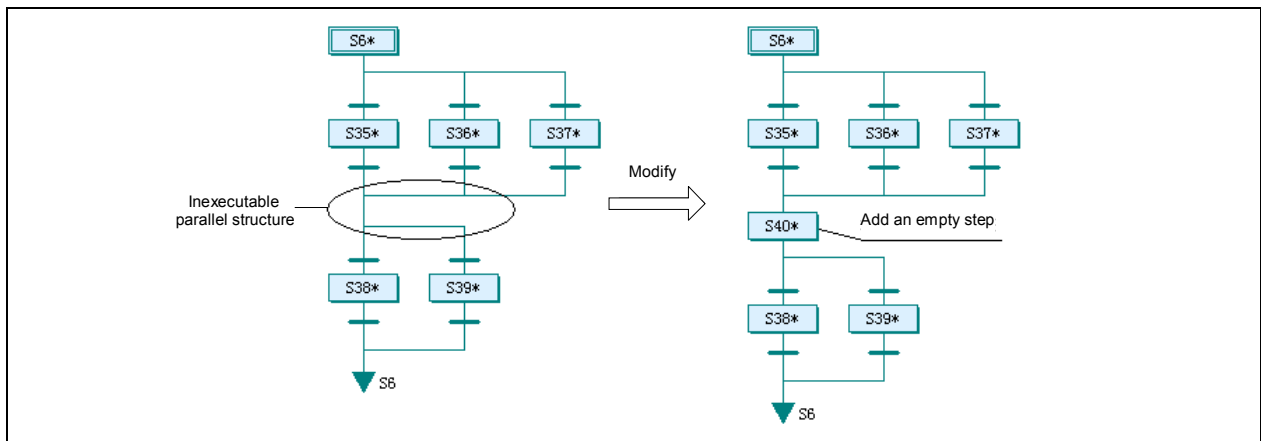 S6*
S35*
S36*
S37*
Inexecutable
parallel structure
S38*
S39*
S6
Modify
S6*
S35*
S36*
S37*
S40*
Add an empty step
S38*
S39*
S6